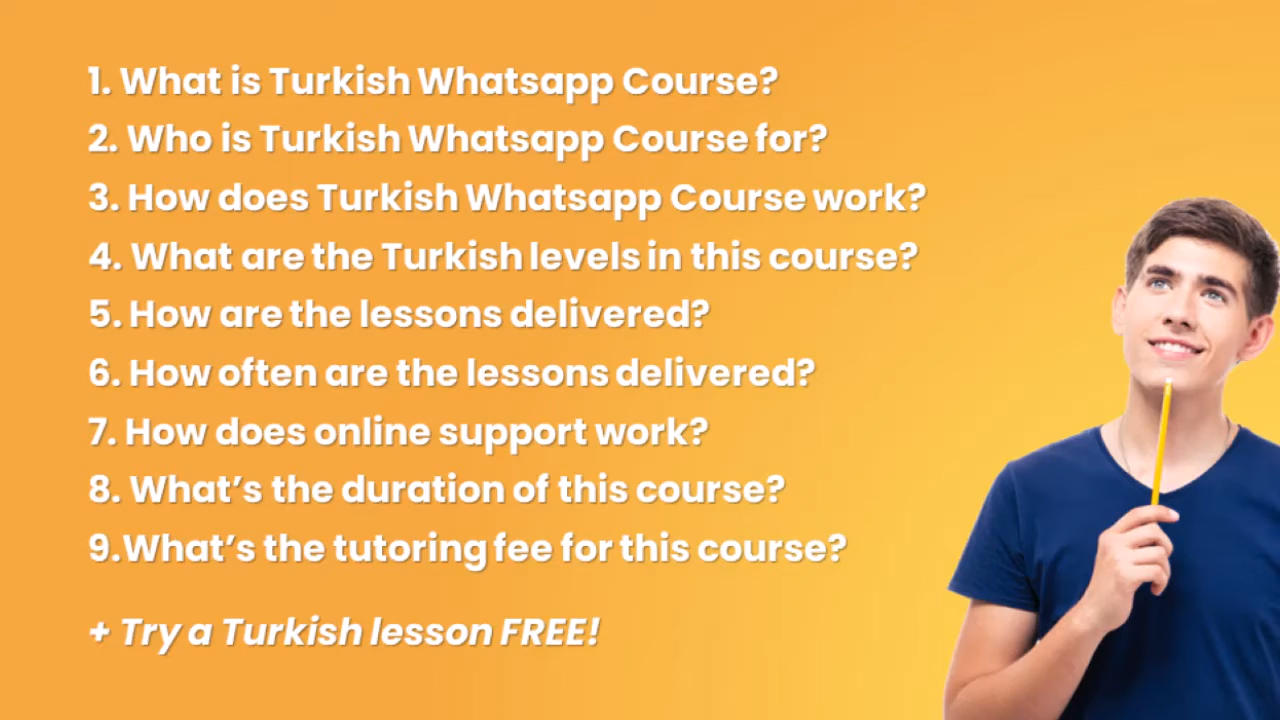 1. What is Turkish Whatsapp Course?
2. Who is Turkish Whatsapp Course for?
3. How does Turkish Whatsapp Course work?
4. What are the Turkish levels in this course?
5. How are the lessons delivered?
6. How often are the lessons delivered?
7. How does online support work?
8. What’s the duration of this course?
9.What’s the tutoring fee for this course?
+ Try a Turkish lesson FREE!